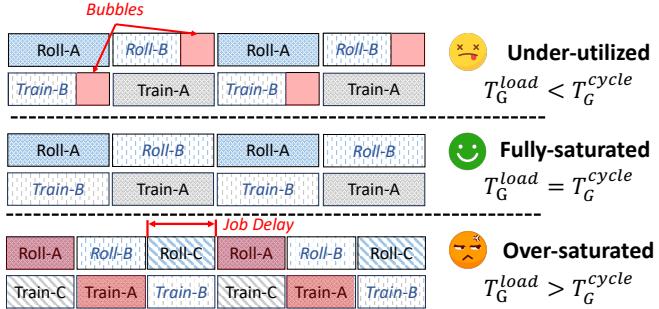 Bubbles
Roll-A Roll-B Roll-A Roll-B
Train-B Train-A Train-B Train-A
Under-utilized
T_G^load < T_G^cycle
Roll-A Roll-B Roll-A Roll-B
Train-B Train-A Train-B Train-A
Fully-saturated
T_G^load = T_G^cycle
Job Delay
Roll-A Roll-B Roll-C Roll-A Roll-B Roll-C
Train-C Train-A Train-B Train-C Train-A Train-B
Over-saturated
T_G^load > T_G^cycle